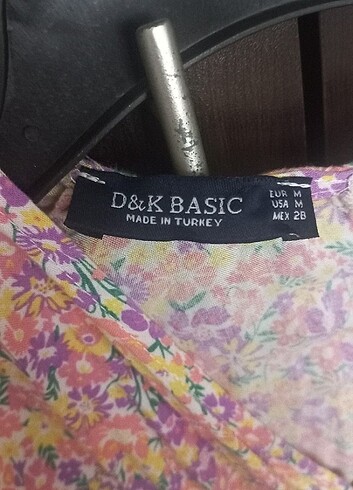 D&K BASIC
MADE IN TURKEY
EUR M
USA M
MEX 28